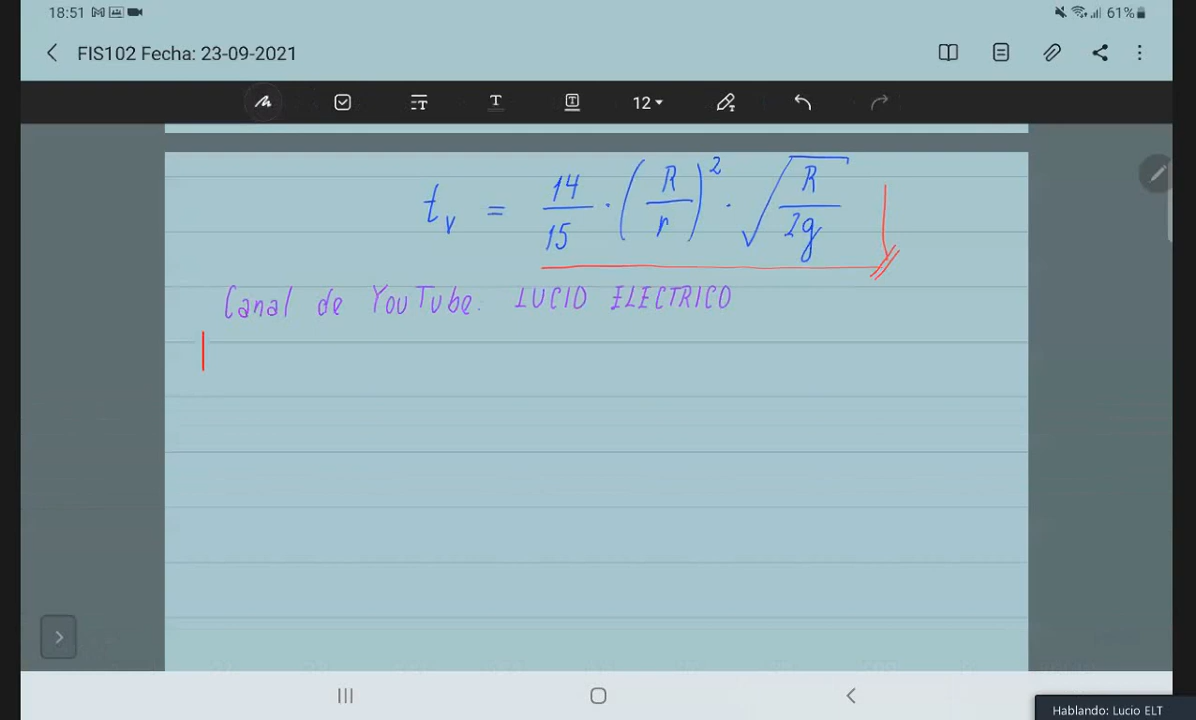 18:51 61%
FIS102 Fecha: 23-09-2021
T T T 12
t_v = 14/15 · (R/r)^2 · √(R/2g)
Canal de YouTube. LUCIO ELECTRICO
Hablando: Lucio ELT